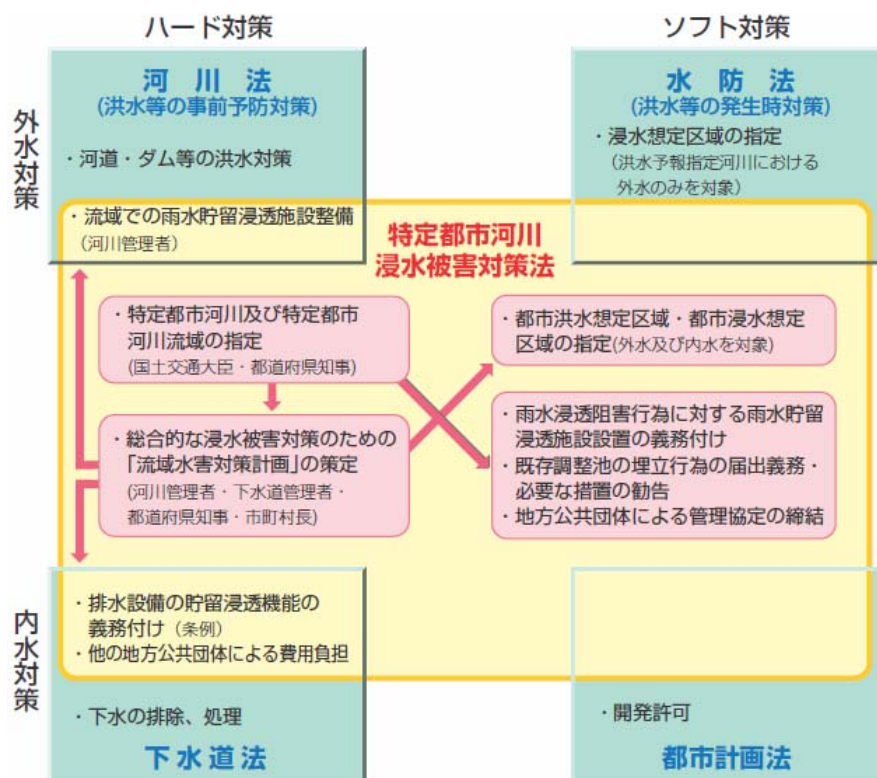 ハード対策
ソフト対策
外水対策
河川法
(洪水等の事前予防対策)
・河道・ダム等の洪水対策
・流域での雨水貯留浸透施設整備
(河川管理者)
水防法
(洪水等の発生時対策)
・浸水想定区域の指定
(洪水予報指定河川における
外水のみを対象)
特定都市河川
浸水被害対策法
・特定都市河川及び特定都市
河川流域の指定
(国土交通大臣・都道府県知事)
・総合的な浸水被害対策のための
「流域水害対策計画」の策定
(河川管理者・下水道管理者・
都道府県知事・市町村長)
・都市洪水想定区域・都市浸水想定
区域の指定(外水及び内水を対象)
・雨水浸透阻害行為に対する雨水貯留
浸透施設設置の義務付け
・既存調整池の埋立行為の届出義務・
必要な措置の勧告
・地方公共団体による管理協定の締結
内水対策
・排水設備の貯留浸透機能の
義務付け(条例)
・他の地方公共団体による費用負担
・下水の排除、処理
下水道法
・開発許可
都市計画法